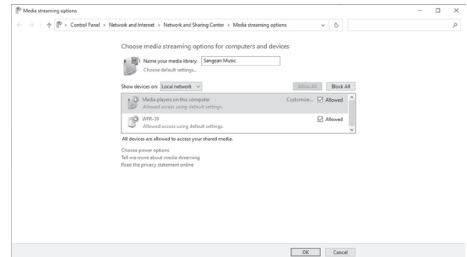 Media streaming options
Control Panel > Network and Internet > Network and Sharing Center > Media streaming options
Choose media streaming options for computers and devices
Name your media library: Sangean Music
Choose default settings...
Show devices on: Local network
Allow All
Block All
Media players on this computer
Allowed access using default settings.
Customize... Allowed
WFR-39
Allowed access using default settings.
Allowed
All devices are allowed to access your shared media.
Choose power options
Tell me more about media streaming
Read the privacy statement online
OK
Cancel